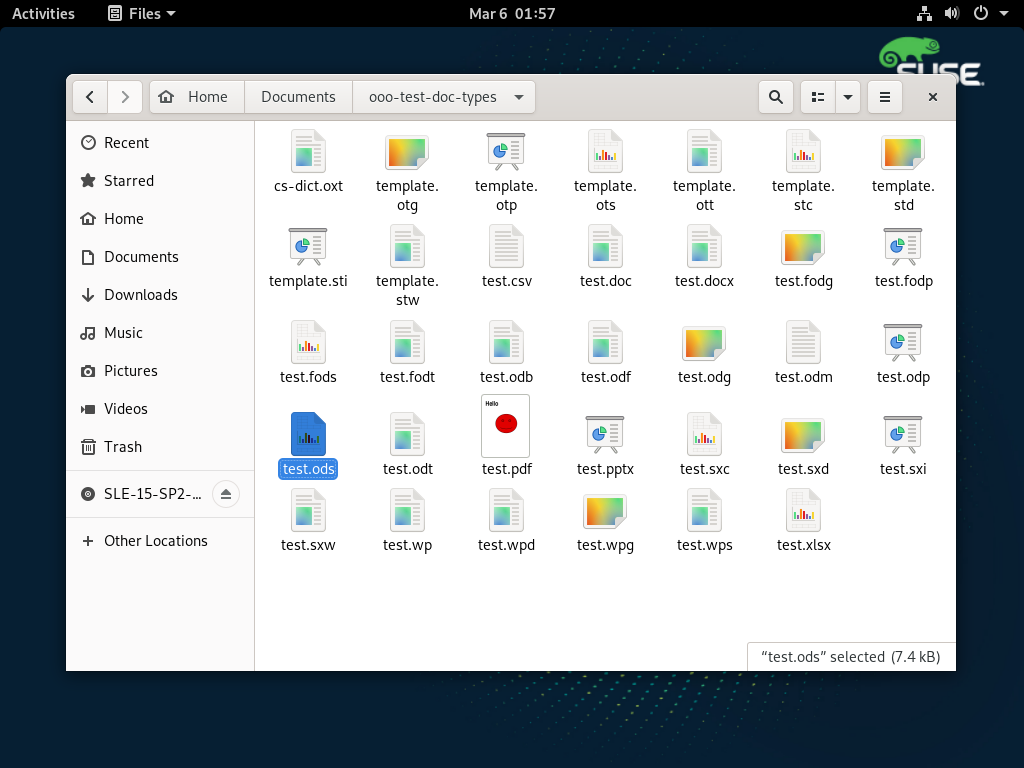 Activities Files Mar 6 01:57
SUSE
Home Documents ooo-test-doc-types
Recent
Starred
Home
Documents
Downloads
Music
Pictures
Videos
Trash
SLE-15-SP2-...
Other Locations
cs-dict.oxt template.otg template.otp template.ots template.ott template.stc template.std
template.sti template.stw test.csv test.doc test.docx test.fodg test.fodp
test.fods test.fodt test.odb test.odf test.odg test.odm test.odp
Hello
test.ods test.odt test.pdf test.pptx test.sxc test.sxd test.sxi
test.sxw test.wp test.wpd test.wpg test.wps test.xlsx
“test.ods” selected (7.4 kB)